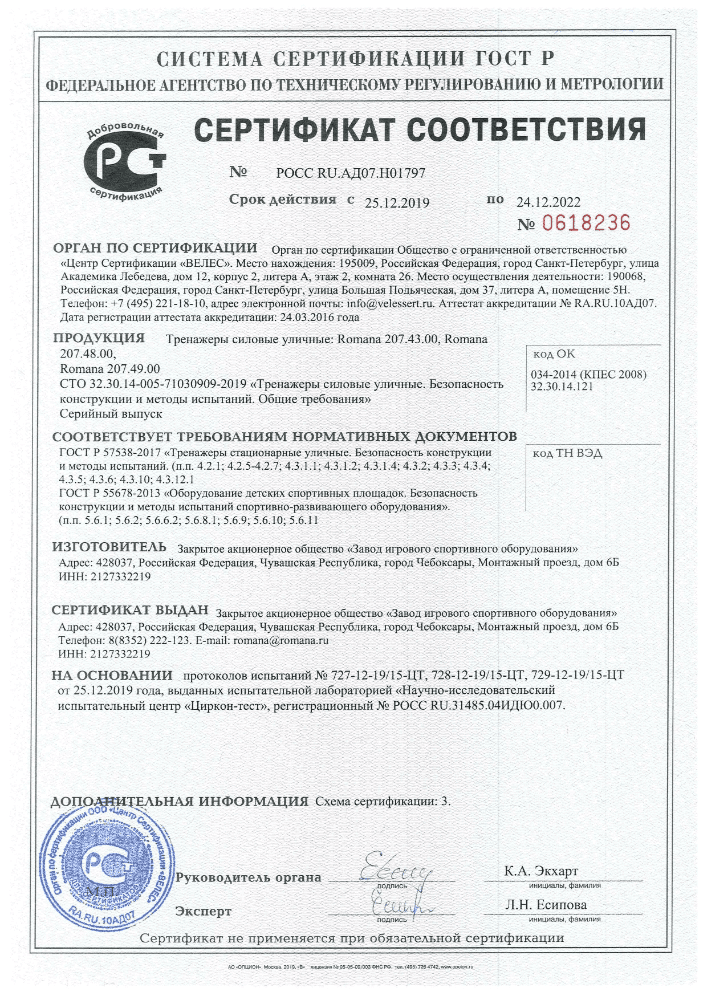 СИСТЕМА СЕРТИФИКАЦИИ ГОСТ Р
ФЕДЕРАЛЬНОЕ АГЕНТСТВО ПО ТЕХНИЧЕСКОМУ РЕГУЛИРОВАНИЮ И МЕТРОЛОГИИ
Добровольная
сертификация
СЕРТИФИКАТ СООТВЕТСТВИЯ
№ РОСС RU.АД07.Н01797
Срок действия с 25.12.2019 по 24.12.2022
№ 0618236
ОРГАН ПО СЕРТИФИКАЦИИ Орган по сертификации Общество с ограниченной ответственностью
«Центр Сертификации «ВЕЛЕС». Место нахождения: 195009, Российская Федерация, город Санкт-Петербург, улица
Академика Лебедева, дом 12, корпус 2, литера А, этаж 2, комната 26. Место осуществления деятельности: 190068,
Российская Федерация, город Санкт-Петербург, улица Большая Подьяческая, дом 37, литера А, помещение 5Н.
Телефон: +7 (495) 221-18-10, адрес электронной почты: info@velessert.ru. Аттестат аккредитации № RA.RU.10АД07.
Дата регистрации аттестата аккредитации: 24.03.2016 года
ПРОДУКЦИЯ Тренажеры силовые уличные: Romana 207.43.00, Romana
207.48.00,
Romana 207.49.00
СТО 32.30.14-005-71030909-2019 «Тренажеры силовые уличные. Безопасность
конструкции и методы испытаний. Общие требования»
Серийный выпуск
код ОК
034-2014 (КПЕС 2008)
32.30.14.121
СООТВЕТСТВУЕТ ТРЕБОВАНИЯМ НОРМАТИВНЫХ ДОКУМЕНТОВ
ГОСТ Р 57538-2017 «Тренажеры стационарные уличные. Безопасность конструкции
и методы испытаний. (п.п. 4.2.1; 4.2.5-4.2.7; 4.3.1.1; 4.3.1.2; 4.3.1.4; 4.3.2; 4.3.3; 4.3.4;
4.3.5; 4.3.6; 4.3.10; 4.3.12.1
ГОСТ Р 55678-2013 «Оборудование детских спортивных площадок. Безопасность
конструкции и методы испытаний спортивно-развивающего оборудования».
(п.п. 5.6.1; 5.6.2; 5.6.6.2; 5.6.8.1; 5.6.9; 5.6.10; 5.6.11
код ТН ВЭД
ИЗГОТОВИТЕЛЬ Закрытое акционерное общество «Завод игрового спортивного оборудования»
Адрес: 428037, Российская Федерация, Чувашская Республика, город Чебоксары, Монтажный проезд, дом 6Б
ИНН: 2127332219
СЕРТИФИКАТ ВЫДАН Закрытое акционерное общество «Завод игрового спортивного оборудования»
Адрес: 428037, Российская Федерация, Чувашская Республика, город Чебоксары, Монтажный проезд, дом 6Б
Телефон: 8(8352) 222-123. E-mail: romana@romana.ru
ИНН: 2127332219
НА ОСНОВАНИИ протоколов испытаний № 727-12-19/15-ЦТ, 728-12-19/15-ЦТ, 729-12-19/15-ЦТ
от 25.12.2019 года, выданных испытательной лабораторией «Научно-исследовательский
испытательный центр «Циркон-тест», регистрационный № РОСС RU.31485.04ИДЮ0.007.
ДОПОЛНИТЕЛЬНАЯ ИНФОРМАЦИЯ Схема сертификации: 3.
Орган по сертификации ООО «Центр Сертификации «ВЕЛЕС»
RA.RU.10АД07
М.П.
Руководитель органа
подпись
К.А. Экхарт
инициалы, фамилия
Эксперт
подпись
Л.Н. Есипова
инициалы, фамилия
Сертификат не применяется при обязательной сертификации
АО «ОПЦИОН», Москва, 2019, «В»